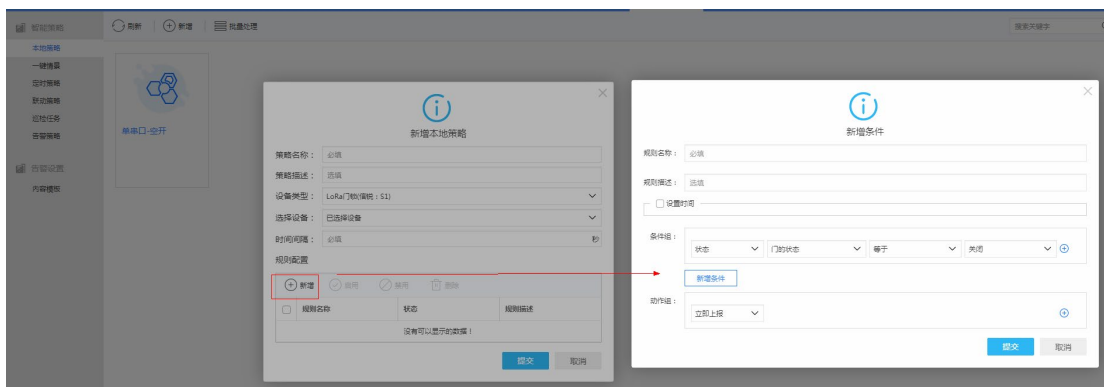 智能策略
本地策略
一键情景
定时策略
联动策略
巡检任务
告警策略
告警设置
内容模板
刷新 新增 批量处理
搜索关键字
单串口-空开
新增本地策略
策略名称： 必填
策略描述： 选填
设备类型： LoRa门锁(儒锐：S1)
选择设备： 已选择设备
时间间隔： 必填 秒
规则配置
新增 启用 禁用 删除
规则名称 状态 规则描述
没有可以显示的数据！
提交 取消
新增条件
规则名称： 必填
规则描述： 选填
设置时间
条件组：
状态 门的状态 等于 关闭
新增条件
动作组：
立即上报
提交 取消